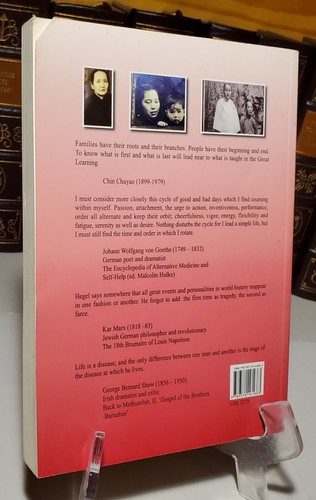 Families have their roots and their branches. People have their beginning and end.
To know what is first and what is last will lead near to what is taught in the Great
Learning.
Chin Chuyao (1899-1979)
I must consider more closely this cycle of good and bad days which I find coursing
within myself. Passion, attachment, the urge to action, inventiveness, performance,
order all alternate and keep their orbit; cheerfulness, vigor, energy, flexibility and
fatigue, serenity as well as desire. Nothing disturbs the cycle for I lead a simple life, but
I must still find the time and order in which I rotate.
Johann Wolfgang von Goethe (1749 - 1832)
German poet and dramatist
The Encyclopedia of Alternative Medicine and
Self-Help (ed. Malcolm Hulke)
Hegel says somewhere that all great events and personalities in world history reappear
in one fashion or another. He forgot to add: the first time as tragedy, the second as
farce.
Kar Marx (1818 -83)
Jewish German philosopher and revolutionary
The 18th Brumaire of Louis Napoleon
Life is a disease; and the only difference between one man and another is the stage of
the disease at which he lives.
George Bernard Shaw (1856 - 1950)
Irish dramatist and critic
Back to Methuselah; II, 'Gospel of the Brothers
Barnabas'